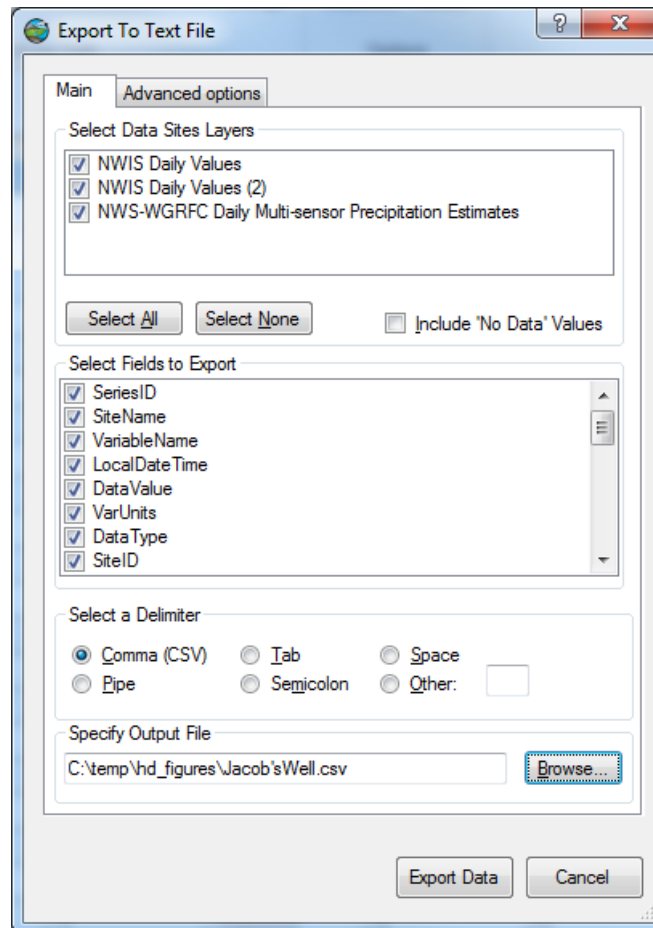 Export To Text File
Main Advanced options
Select Data Sites Layers
NWIS Daily Values
NWIS Daily Values (2)
NWS-WGRFC Daily Multi-sensor Precipitation Estimates
Select All Select None Include "No Data" Values
Select Fields to Export
SeriesID
SiteName
VariableName
LocalDateTime
DataValue
VarUnits
DataType
SiteID
Select a Delimiter
Comma (CSV) Tab Space
Pipe Semicolon Other:
Specify Output File
C:\temp\hd_figures\Jacob'sWell.csv Browse...
Export Data Cancel